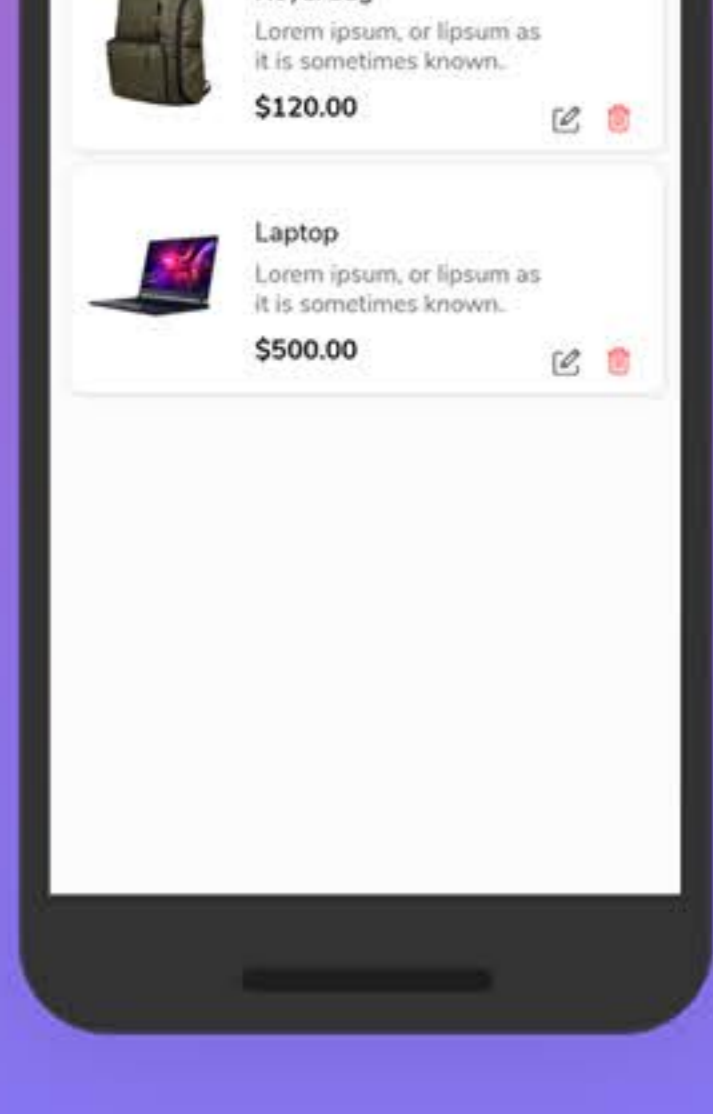 Lorem ipsum, or lipsum as
it is sometimes known..
$120.00
Laptop
Lorem ipsum, or lipsum as
it is sometimes known..
$500.00